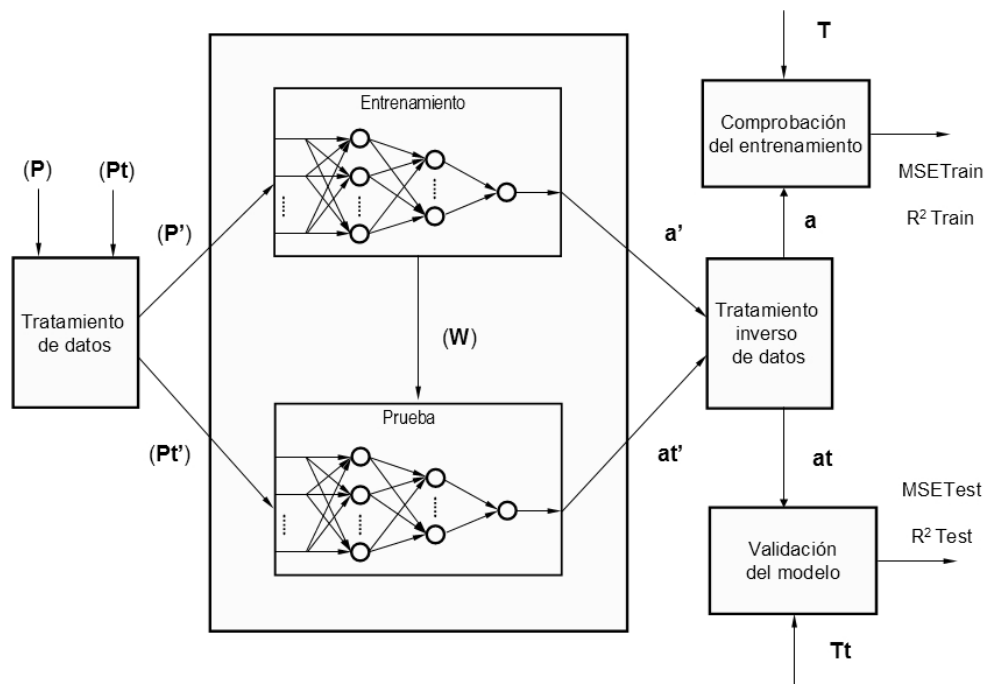 (P)
(Pt)
Tratamiento
de datos
(P’)
(Pt’)
Entrenamiento
(W)
Prueba
a’
at’
Tratamiento
inverso
de datos
T
Comprobación
del entrenamiento
MSETrain
R² Train
a
at
MSETest
R² Test
Validación
del modelo
Tt